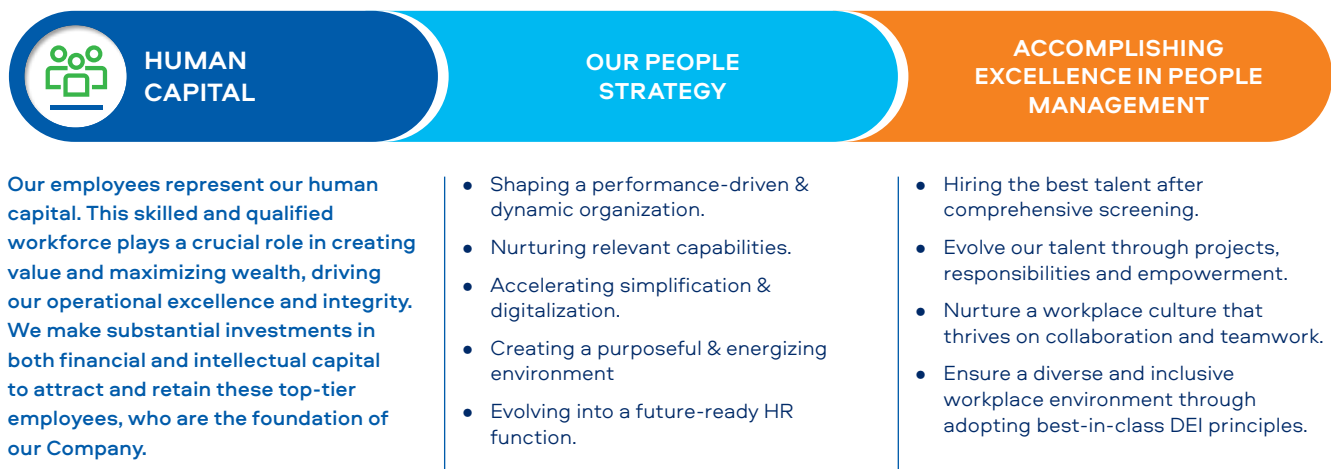 HUMAN
CAPITAL
Our employees represent our human
capital. This skilled and qualified
workforce plays a crucial role in creating
value and maximizing wealth, driving
our operational excellence and integrity.
We make substantial investments in
both financial and intellectual capital
to attract and retain these top-tier
employees, who are the foundation of
our Company.
OUR PEOPLE
STRATEGY
● Shaping a performance-driven &
dynamic organization.
● Nurturing relevant capabilities.
● Accelerating simplification &
digitalization.
● Creating a purposeful & energizing
environment
● Evolving into a future-ready HR
function.
ACCOMPLISHING
EXCELLENCE IN PEOPLE
MANAGEMENT
● Hiring the best talent after
comprehensive screening.
● Evolve our talent through projects,
responsibilities and empowerment.
● Nurture a workplace culture that
thrives on collaboration and teamwork.
● Ensure a diverse and inclusive
workplace environment through
adopting best-in-class DEI principles.